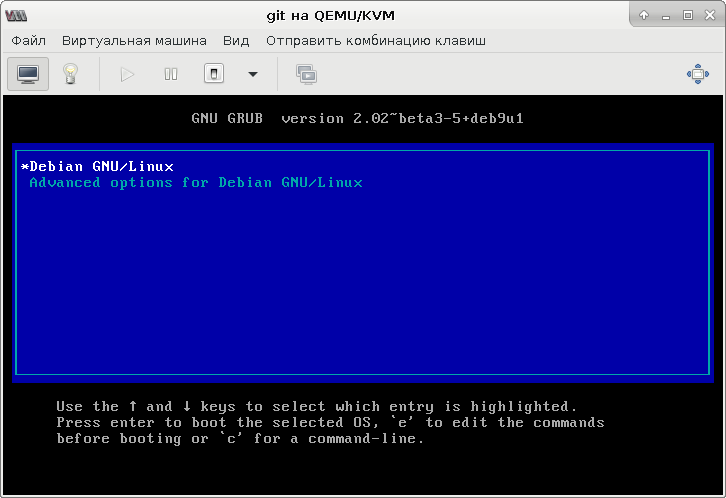 git на QEMU/KVM
Файл Виртуальная машина Вид Отправить комбинацию клавиш
GNU GRUB version 2.02~beta3-5+deb9u1
*Debian GNU/Linux
Advanced options for Debian GNU/Linux
Use the ↑ and ↓ keys to select which entry is highlighted.
Press enter to boot the selected OS, `e' to edit the commands
before booting or `c' for a command-line.